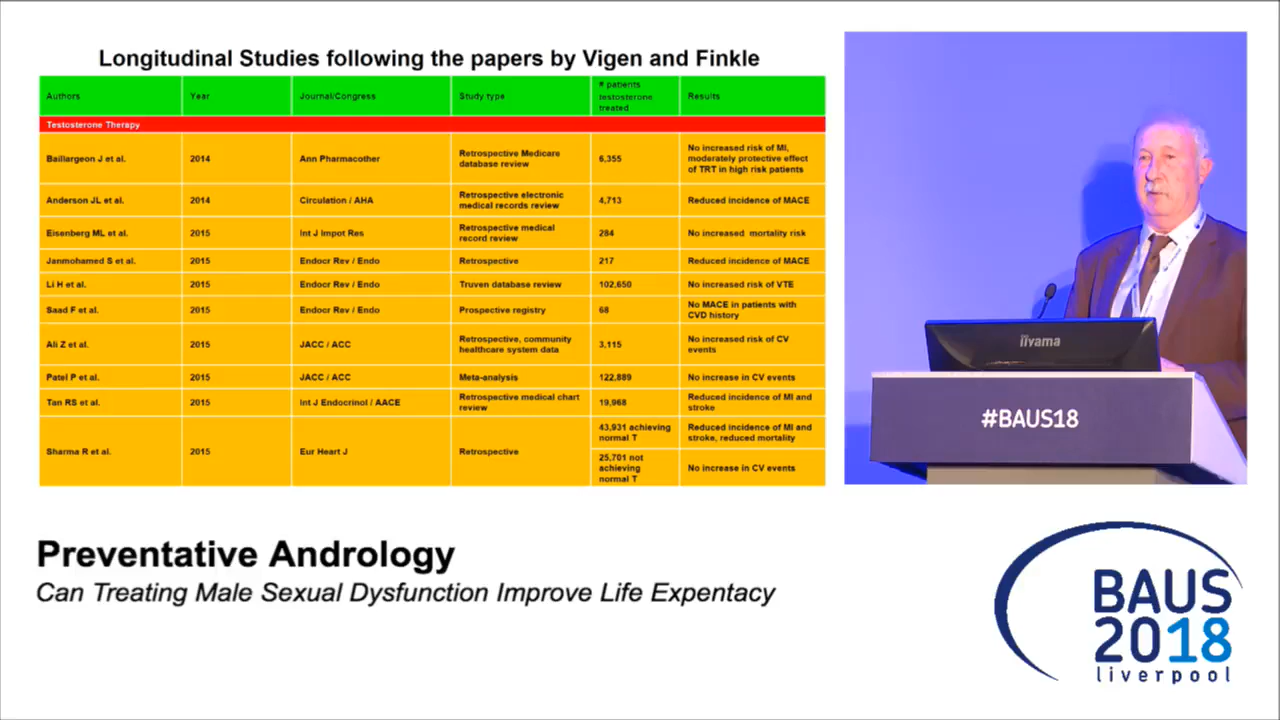 Longitudinal Studies following the papers by Vigen and Finkle
Authors Year Journal/Congress Study type # patients testosterone treated Results
Testosterone Therapy
Baillargeon J et al. 2014 Ann Pharmacother Retrospective Medicare database review 6,355 No increased risk of MI, moderately protective effect of TRT in high risk patients
Anderson JL et al. 2014 Circulation / AHA Retrospective electronic medical records review 4,713 Reduced incidence of MACE
Eisenberg ML et al. 2015 Int J Impot Res Retrospective medical record review 284 No increased mortality risk
Janmohamed S et al. 2015 Endocr Rev / Endo Retrospective 217 Reduced incidence of MACE
Li H et al. 2015 Endocr Rev / Endo Truven database review 102,650 No increased risk of VTE
Saad F et al. 2015 Endocr Rev / Endo Prospective registry 68 No MACE in patients with CVD history
Ali Z et al. 2015 JACC / ACC Retrospective, community healthcare system data 3,115 No increased risk of CV events
Patel P et al. 2015 JACC / ACC Meta-analysis 122,889 No increase in CV events
Tan RS et al. 2015 Int J Endocrinol / AACE Retrospective medical chart review 19,968 Reduced incidence of MI and stroke
Sharma R et al. 2015 Eur Heart J Retrospective 43,931 achieving normal T Reduced incidence of MI and stroke, reduced mortality
25,701 not achieving normal T No increase in CV events
iiyama
#BAUS18
Preventative Andrology
Can Treating Male Sexual Dysfunction Improve Life Expentacy
BAUS
2018
liverpool